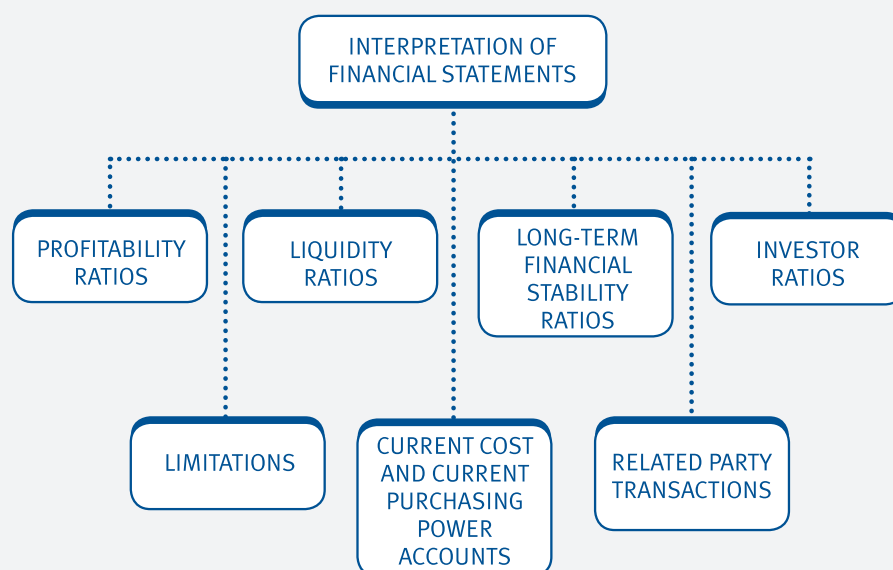 INTERPRETATION OF
FINANCIAL STATEMENTS
PROFITABILITY
RATIOS
LIQUIDITY
RATIOS
LONG-TERM
FINANCIAL
STABILITY
RATIOS
INVESTOR
RATIOS
LIMITATIONS
CURRENT COST
AND CURRENT
PURCHASING
POWER
ACCOUNTS
RELATED PARTY
TRANSACTIONS